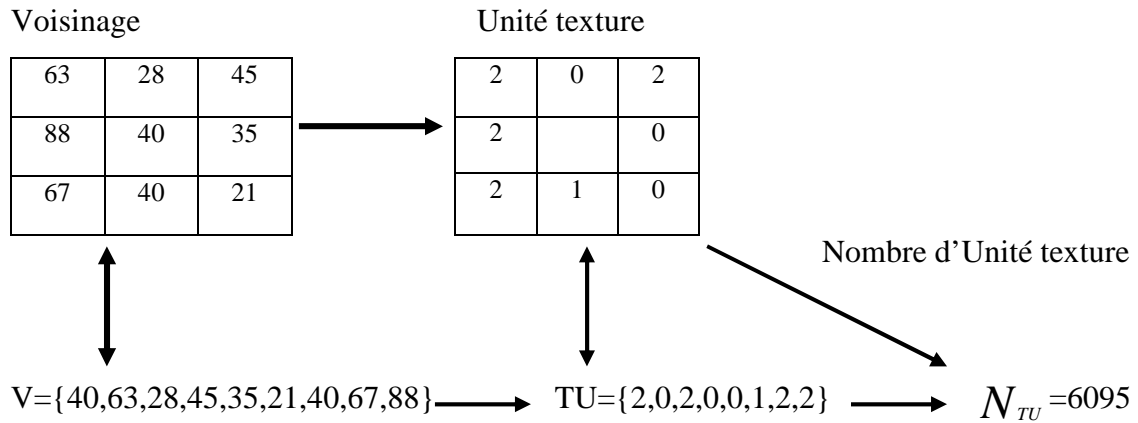 Voisinage Unité texture
63 28 45 2 0 2
88 40 35 2 0
67 40 21 2 1 0
Nombre d’Unité texture
V={40,63,28,45,35,21,40,67,88} TU={2,0,2,0,0,1,2,2} N TU =6095